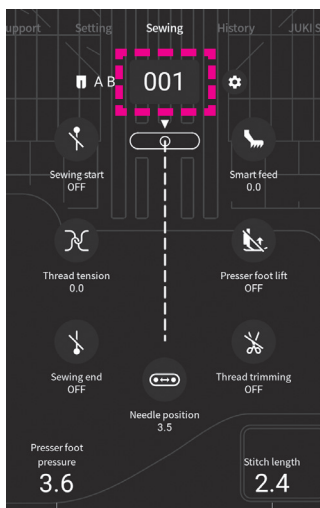 upport Setting Sewing History JUKI S
A B 001
Sewing start
OFF
Smart feed
0.0
Thread tension
0.0
Presser foot lift
OFF
Sewing end
OFF
Thread trimming
OFF
Needle position
3.5
Presser foot
pressure
3.6
Stitch length
2.4